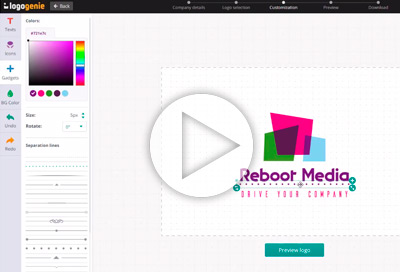 logogenie
Back
Company details
Logo selection
Customization
Preview
Download
Texts
Icons
Gadgets
BG Color
Undo
Redo
Colors:
Size:
5px
Rotate:
0°
Separation lines
Reboot Media
DRIVE YOUR COMPANY
Preview logo